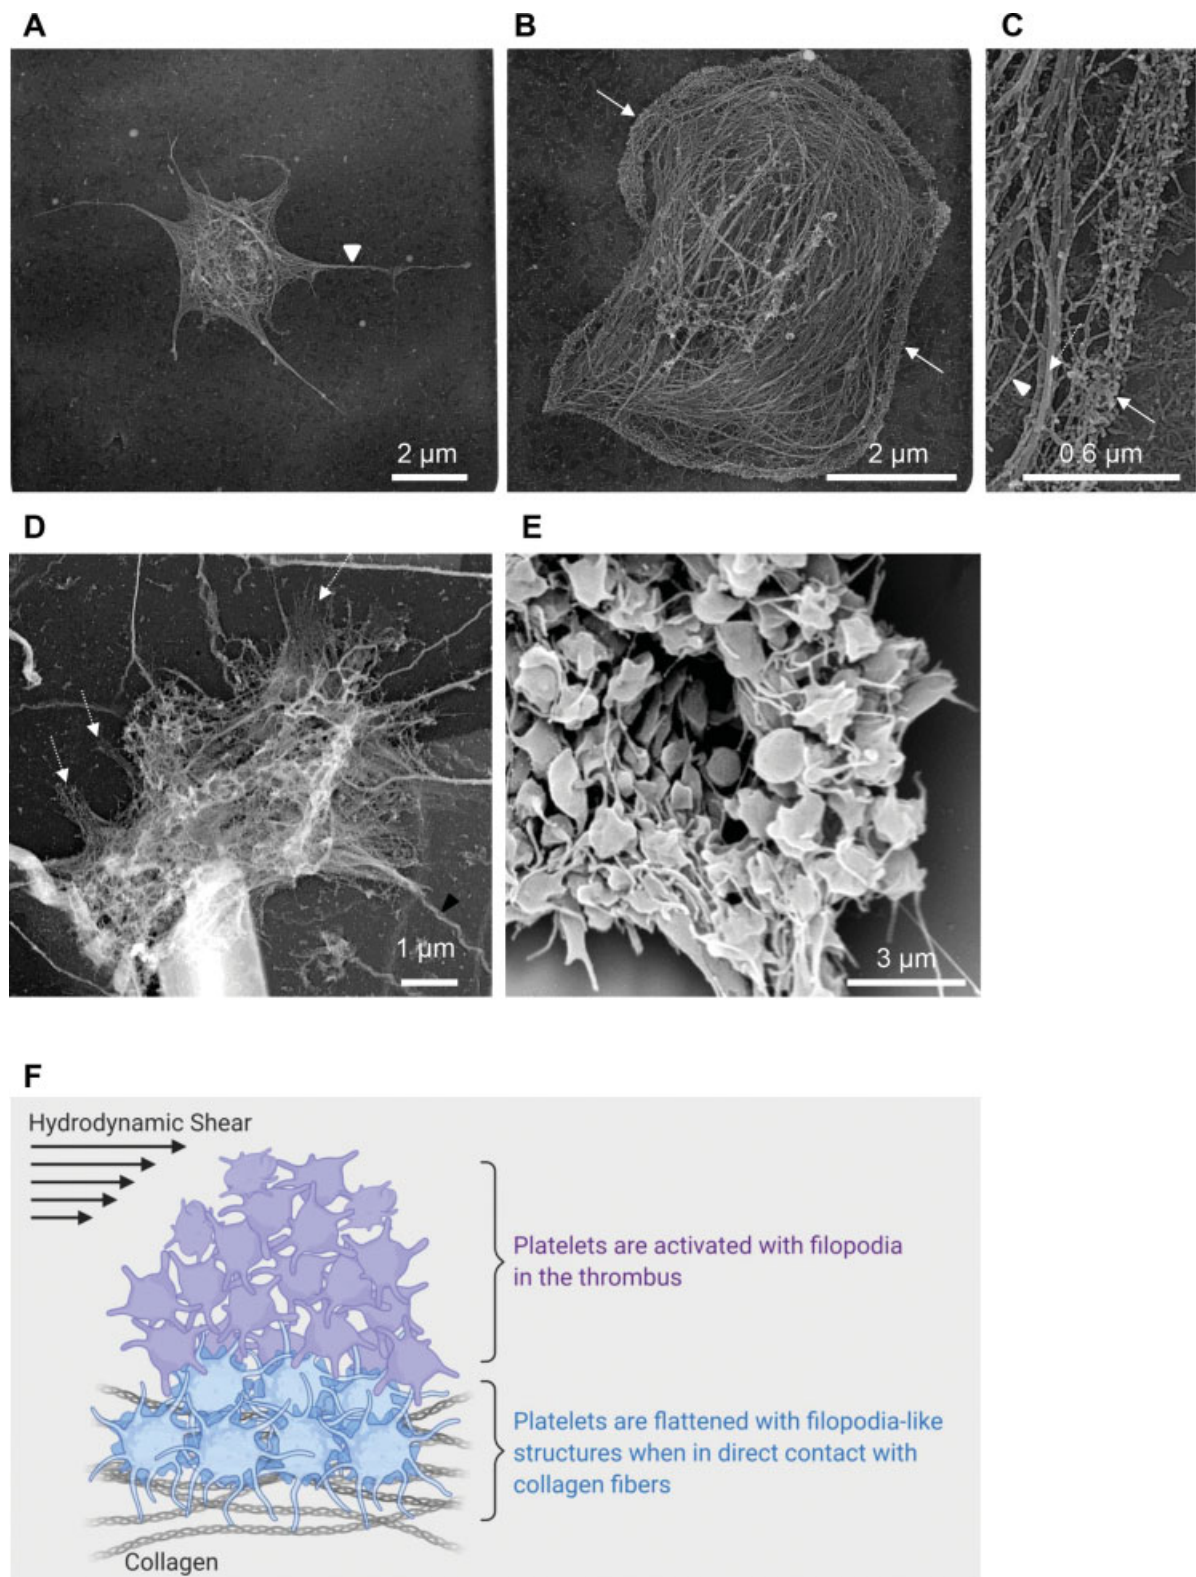 A
B
C
2 µm
2 µm
0.6 µm
D
E
1 µm
3 µm
F
Hydrodynamic Shear
Platelets are activated with filopodia
in the thrombus
Platelets are flattened with filopodia-like
structures when in direct contact with
collagen fibers
Collagen